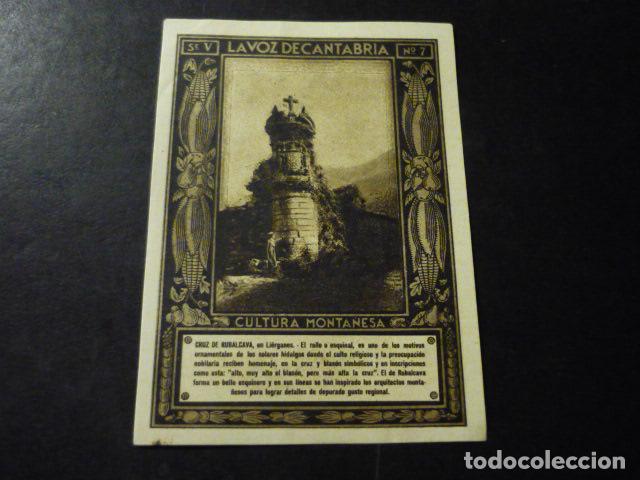 Sᴱ V
LA VOZ DE CANTABRIA
Nº 7
CULTURA MONTAÑESA
CRUZ DE RUBALCAVA, en Liérganes. - El rollo o esquinal, es uno de los motivos
ornamentales de los solares hidalgos donde el culto religioso y la preocupación
nobiliaria reciben homenaje, en la cruz y blasón simbólicos y en inscripciones
como esta: "alto, muy alto el blasón, pero más alta la cruz". El de Rubalcava
forma un bello esquinero y en sus líneas se han inspirado los arquitectos monta-
ñeses para lograr detalles de depurado gusto regional.
todocoleccion.net